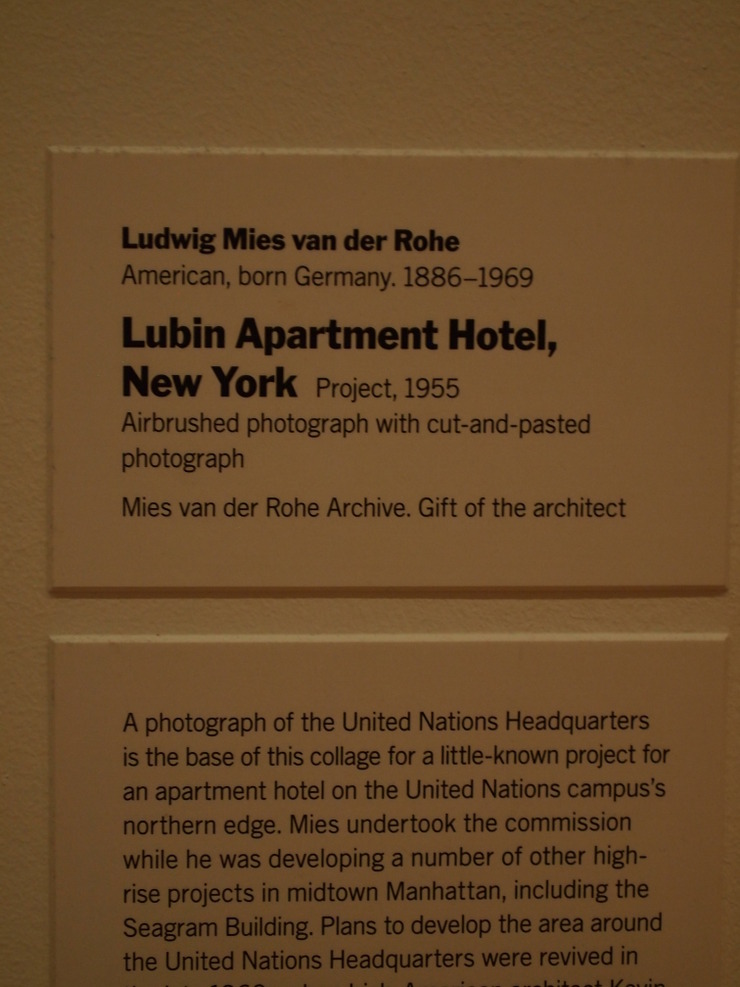 Ludwig Mies van der Rohe
American, born Germany. 1886–1969
Lubin Apartment Hotel,
New York Project, 1955
Airbrushed photograph with cut-and-pasted
photograph
Mies van der Rohe Archive. Gift of the architect
A photograph of the United Nations Headquarters
is the base of this collage for a little-known project for
an apartment hotel on the United Nations campus's
northern edge. Mies undertook the commission
while he was developing a number of other high-
rise projects in midtown Manhattan, including the
Seagram Building. Plans to develop the area around
the United Nations Headquarters were revived in
American architect Kevin